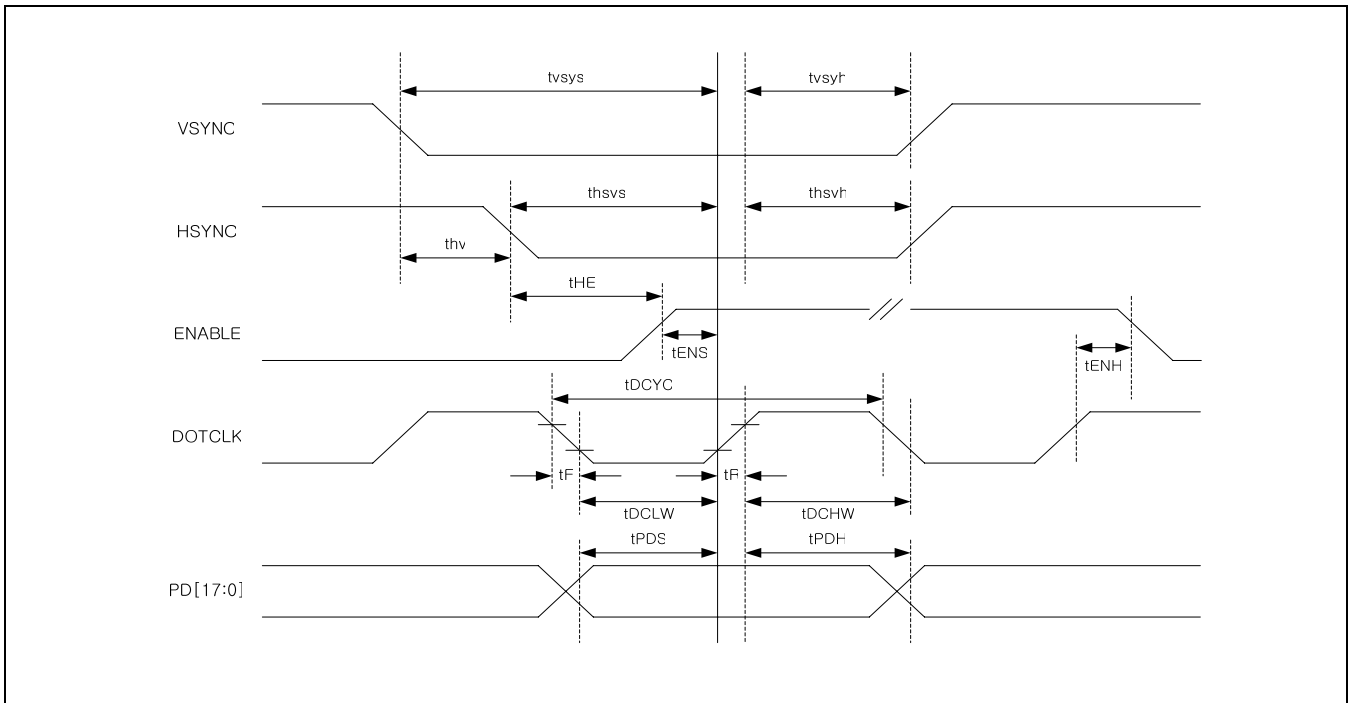 tvsys
tvsyh
VSYNC
thsvs
thsvh
HSYNC
thv
tHE
ENABLE
tENS
tENH
tDCYC
DOTCLK
tF
tR
tDCLW
tDCHW
tPDS
tPDH
PD[17:0]